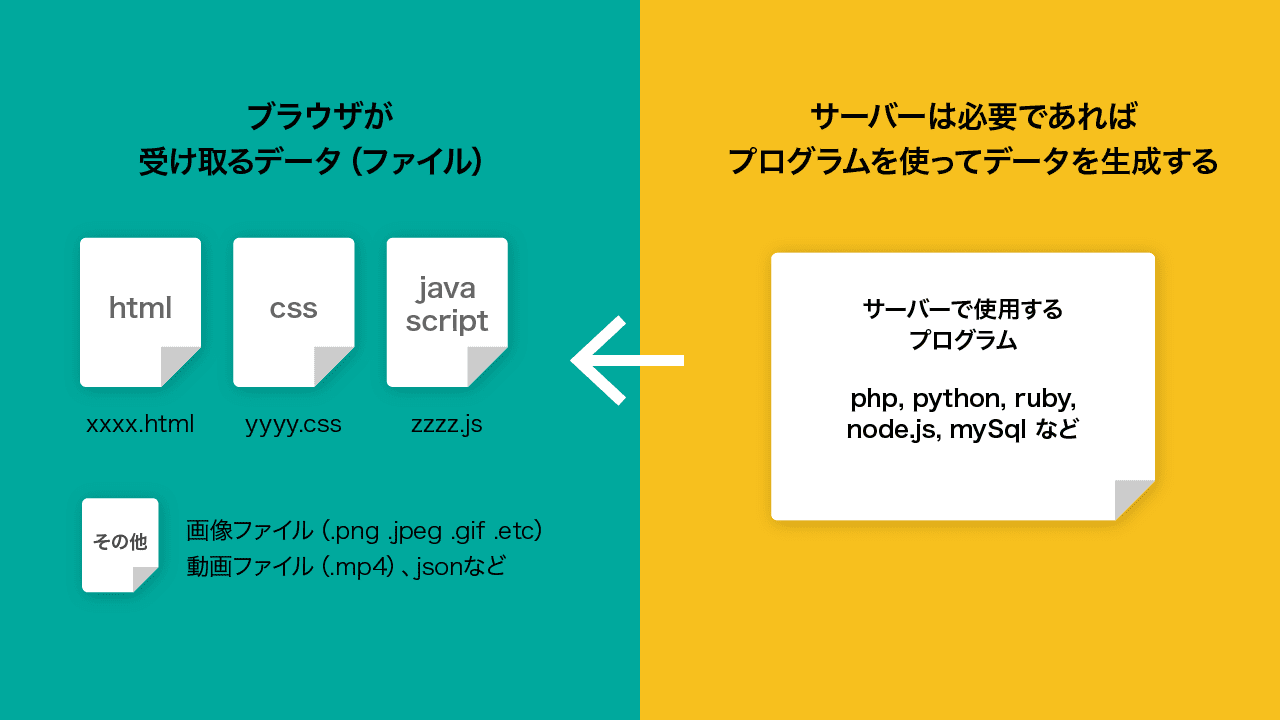 ブラウザが
受け取るデータ（ファイル）
html
css
java
script
xxxx.html
yyyy.css
zzzz.js
その他
画像ファイル（.png .jpeg .gif .etc）
動画ファイル（.mp4）、jsonなど
サーバーは必要であれば
プログラムを使ってデータを生成する
サーバーで使用する
プログラム
php, python, ruby,
node.js, mySql など